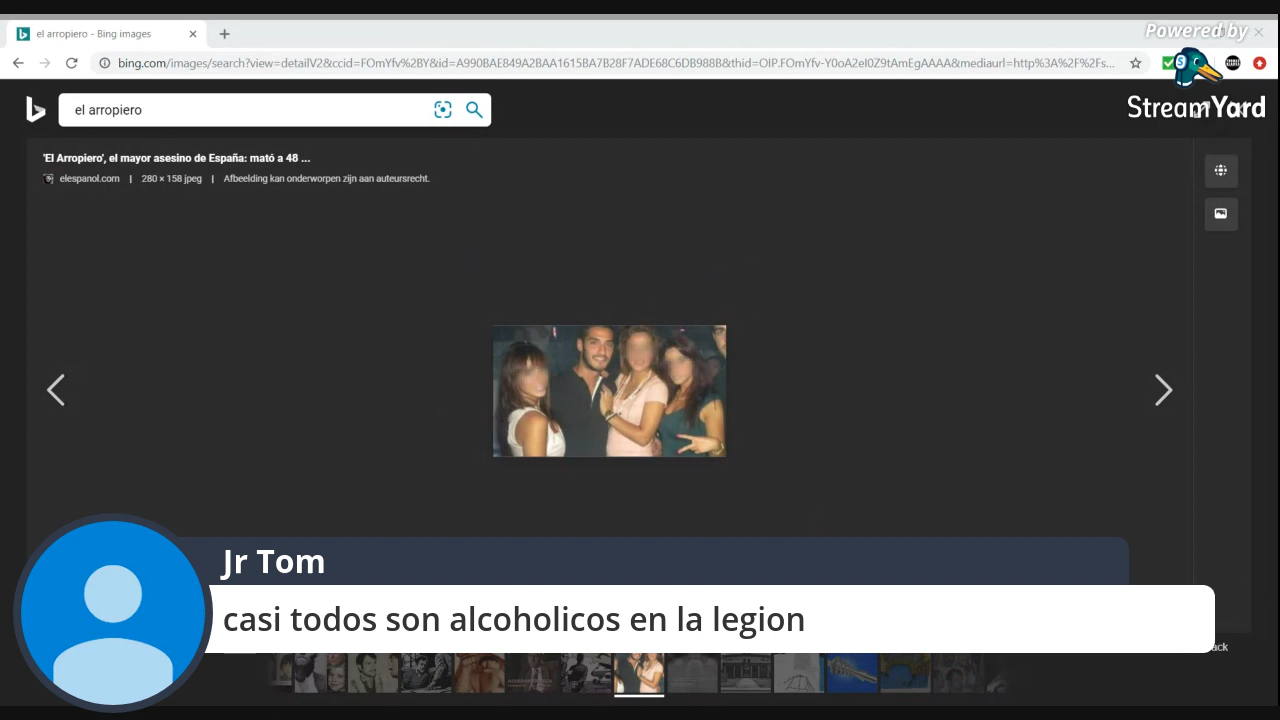 el arropiero - Bing images
Powered by
bing.com/images/search?view=detailV2&ccid=FOmYfv%2BY&id=A990BAE849A2BAA1615BA7B28F7ADE68C6DB988B&thid=OIP.FOmYfv-Y0oA2eI0Z9tAmEgAAAA&mediaurl=http%3A%2F%2Fs...
el arropiero
StreamYard
'El Arropiero', el mayor asesino de España: mató a 48 ...
elespanol.com | 280 × 158 jpeg | Afbeelding kan onderworpen zijn aan auteursrecht.
Jr Tom
casi todos son alcoholicos en la legion